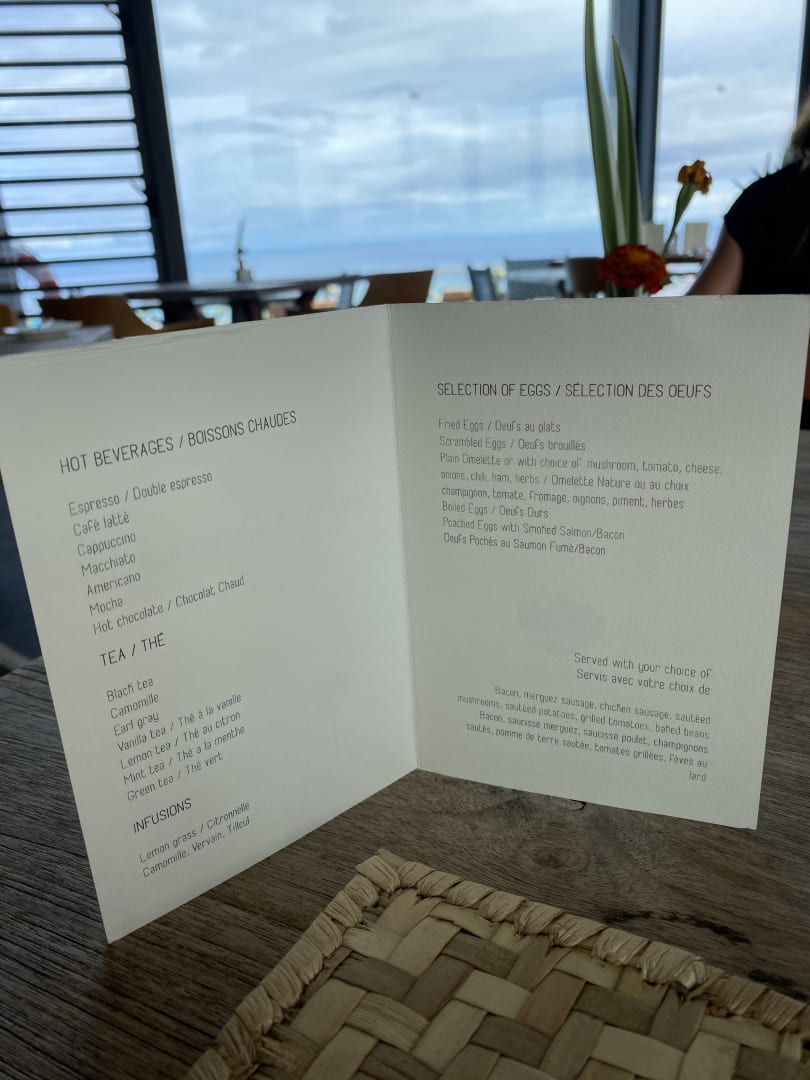 HOT BEVERAGES / BOISSONS CHAUDES
Espresso / Double espresso
Café latté
Cappuccino
Macchiato
Americano
Mocha
Hot chocolate / Chocolat Chaud
TEA / THÉ
Black tea
Camomille
Earl gray
Vanilla tea / Thé à la vanille
Lemon tea / Thé au citron
Mint tea / Thé a la menthe
Green tea / Thé vert
INFUSIONS
Lemon grass / Citronnelle
Camomille, Vervain, Tilleul
SELECTION OF EGGS / SÉLECTION DES OEUFS
Fried Eggs / Oeufs au plats
Scrambled Eggs / Oeufs brouillés
Plain Omelette or with choice of mushroom, tomato, cheese,
onions, chili, ham, herbs / Omelette Nature ou au choix
champignon, tomate, fromage, oignons, piment, herbes
Boiled Eggs / Oeufs Durs
Poached Eggs with Smoked Salmon/Bacon
Oeufs Pochés au Saumon Fumé/Bacon
Served with your choice of
Servis avec votre choix de
Bacon, merguez sausage, chicken sausage, sautéed
mushrooms, sautéed potatoes, grilled tomatoes, baked beans
Bacon, saucisse merguez, saucisse poulet, champignons
sautés, pomme de terre sautée, tomates grillées, Fèves au
lard